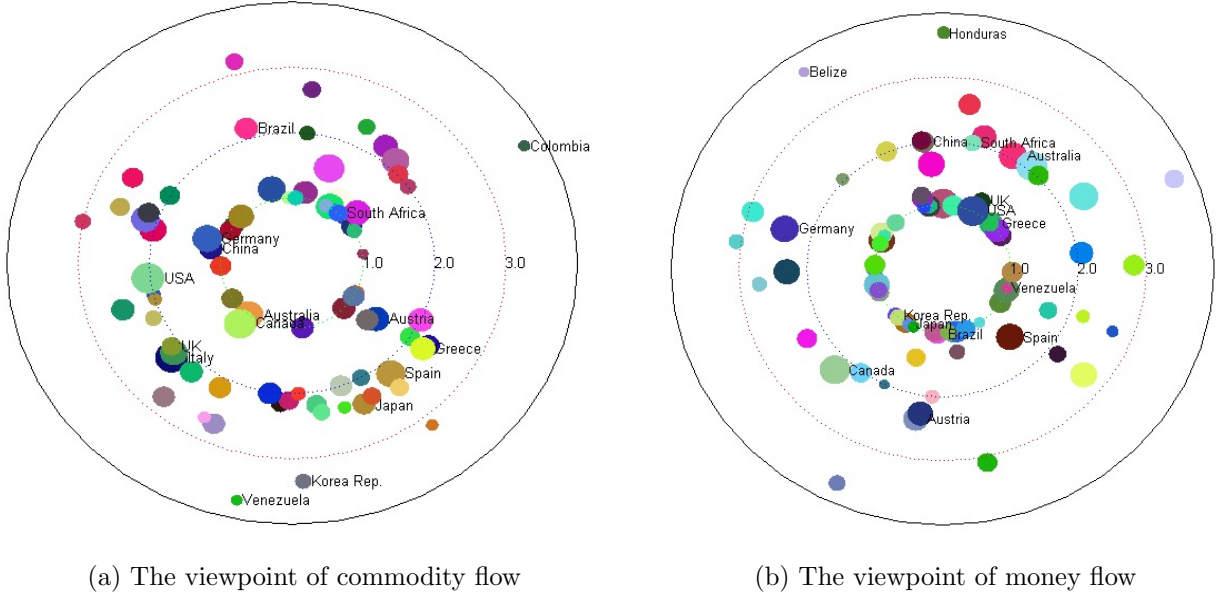 Brazil
Colombia
South Africa
Germany
China
1.0 2.0 3.0
USA
Australia
Canada
Austria
UK
Italy
Greece
Spain
Japan
Korea Rep.
Venezuela
(a) The viewpoint of commodity flow
Honduras
Belize
China
South Africa
Australia
UK
USA
Greece
Germany
1.0 2.0 3.0
Venezuela
Korea Rep.
Japan
Brazil
Spain
Canada
Austria
(b) The viewpoint of money flow